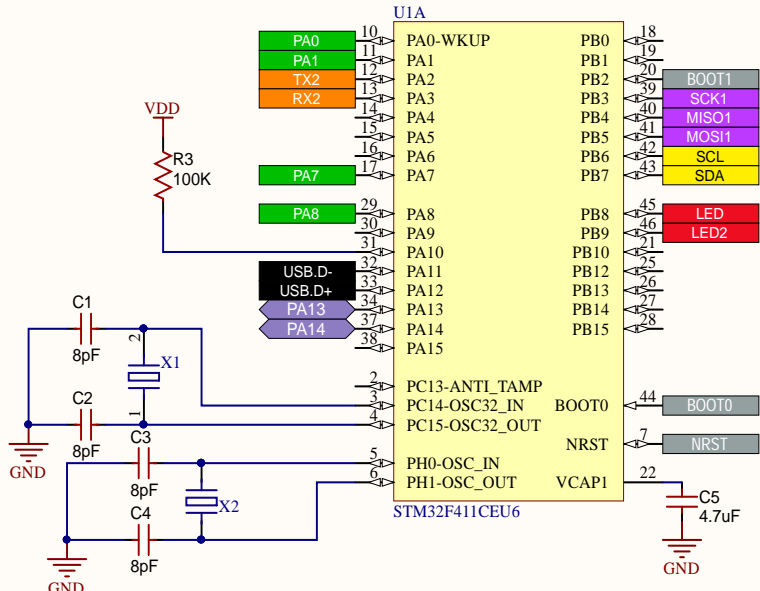 U1A
PA0 10 PA0-WKUP PB0 18
PA1 11 PA1 PB1 19
TX2 12 PA2 PB2 20 BOOT1
RX2 13 PA3 PB3 39 SCK1
VDD 14 PA4 PB4 40 MISO1
15 PA5 PB5 41 MOSI1
R3 16 PA6 PB6 42 SCL
100K PA7 17 PA7 PB7 43 SDA
PA8 29 PA8 PB8 45 LED
30 PA9 PB9 46 LED2
31 PA10 PB10 21
USB.D- 32 PA11 PB12 25
USB.D+ 33 PA12 PB13 26
C1 PA13 34 PA13 PB14 27
PA14 37 PA14 PB15 28
8pF 2 38 PA15
X1
2 PC13-ANTI_TAMP
C2 1 3 PC14-OSC32_IN BOOT0 44 BOOT0
4 PC15-OSC32_OUT
8pF C3 NRST 7 NRST
GND 5 PH0-OSC_IN
8pF 6 PH1-OSC_OUT VCAP1 22
X2 C5
C4 STM32F411CEU6 4.7uF
8pF GND
GND